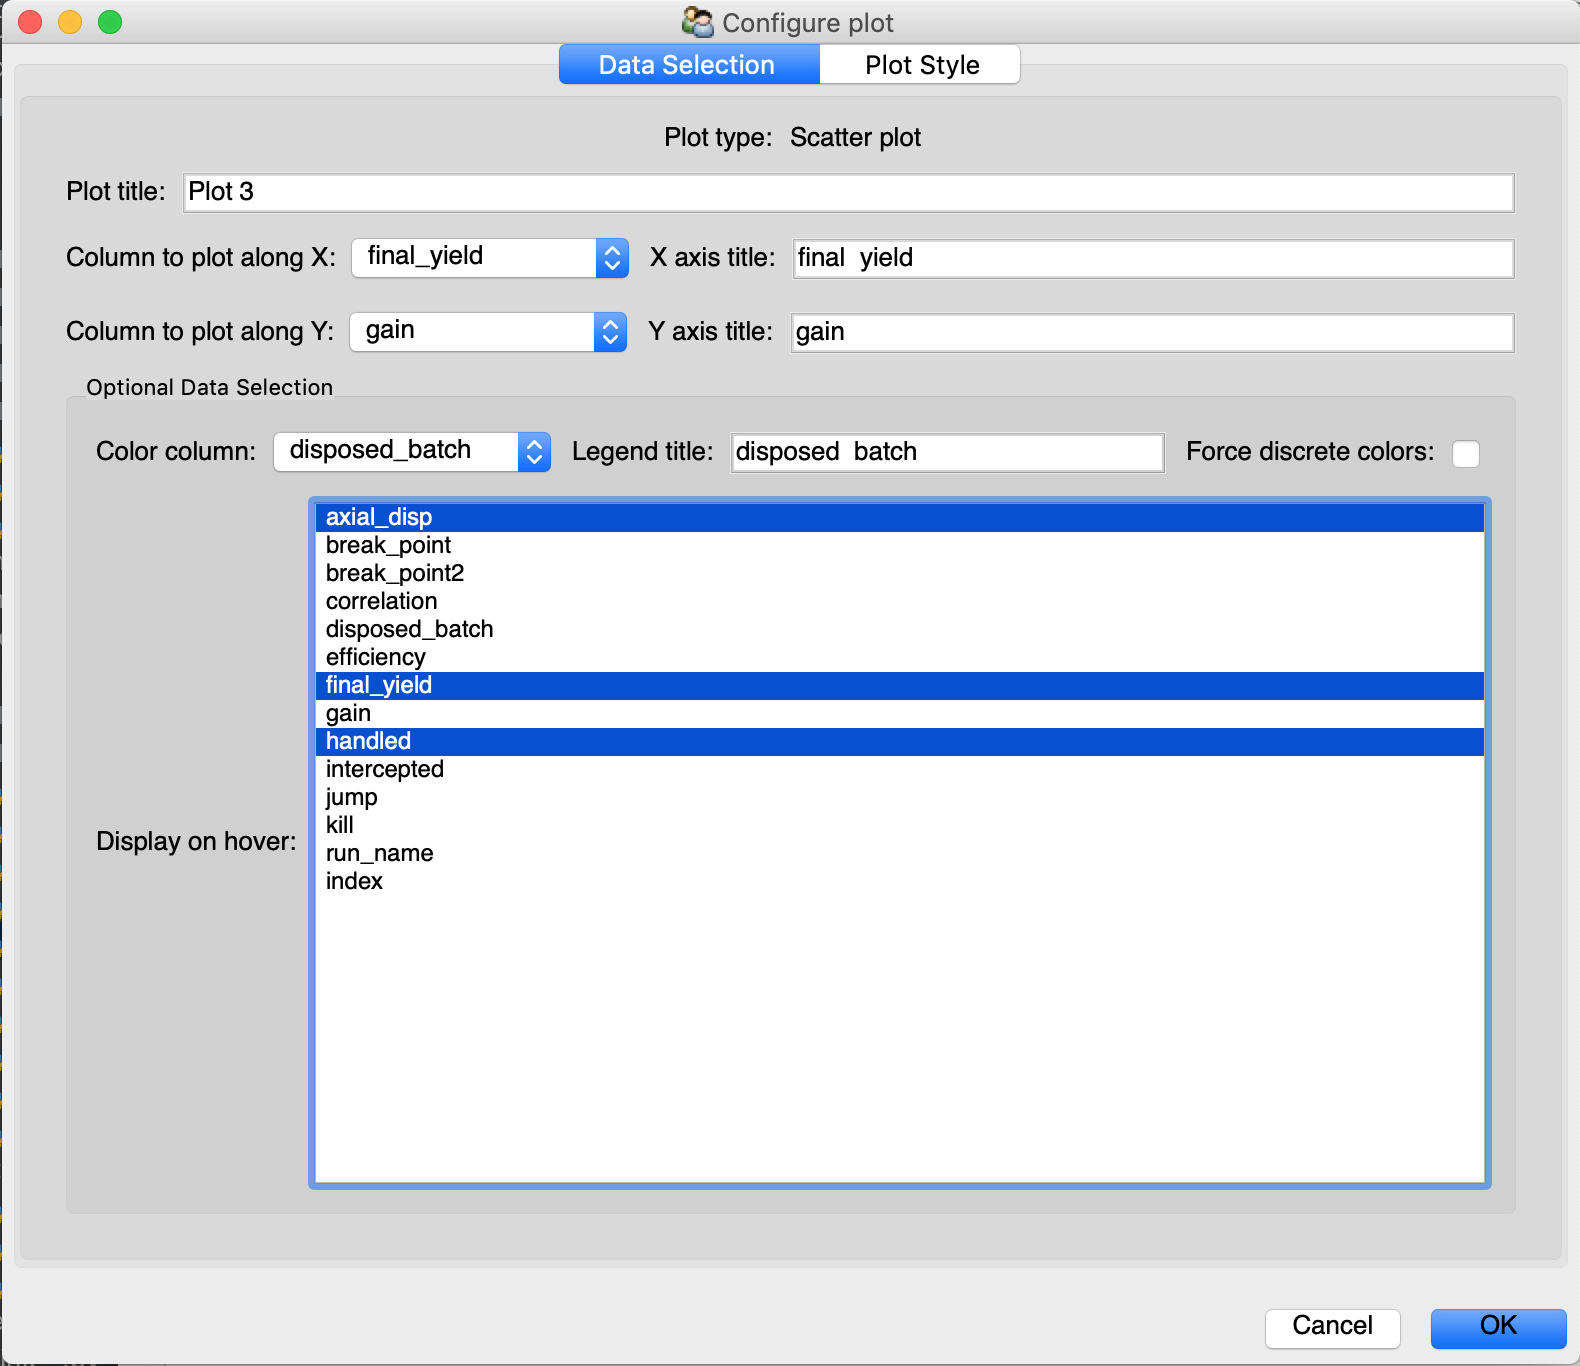 Configure plot
Data Selection Plot Style
Plot type: Scatter plot
Plot title: Plot 3
Column to plot along X: final_yield X axis title: final yield
Column to plot along Y: gain Y axis title: gain
Optional Data Selection
Color column: disposed_batch Legend title: disposed batch Force discrete colors:
axial_disp
break_point
break_point2
correlation
disposed_batch
efficiency
final_yield
gain
handled
intercepted
jump
kill
Display on hover:
run_name
index
Cancel OK